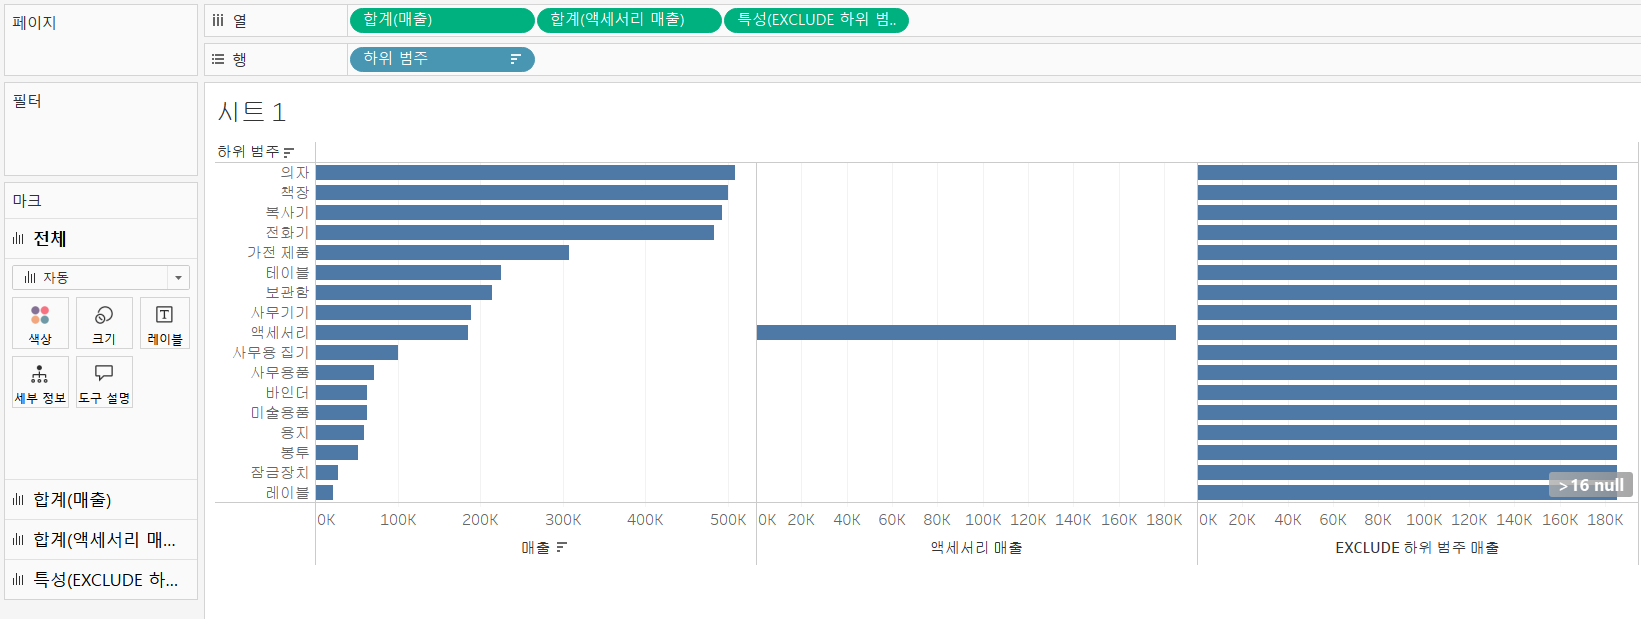 페이지
열
합계(매출)
합계(액세서리 매출)
특성(EXCLUDE 하위 범..
행
하위 범주
필터
마크
전체
자동
색상
크기
레이블
세부 정보
도구 설명
합계(매출)
합계(액세서리 매...
특성(EXCLUDE 하...
시트 1
하위 범주
의자
책장
복사기
전화기
가전 제품
테이블
보관함
사무기기
액세서리
사무용 집기
사무용품
바인더
미술용품
용지
봉투
잠금장치
레이블
>16 null
0K 100K 200K 300K 400K 500K
0K 20K 40K 60K 80K 100K 120K 140K 160K 180K
0K 20K 40K 60K 80K 100K 120K 140K 160K 180K
매출
액세서리 매출
EXCLUDE 하위 범주 매출